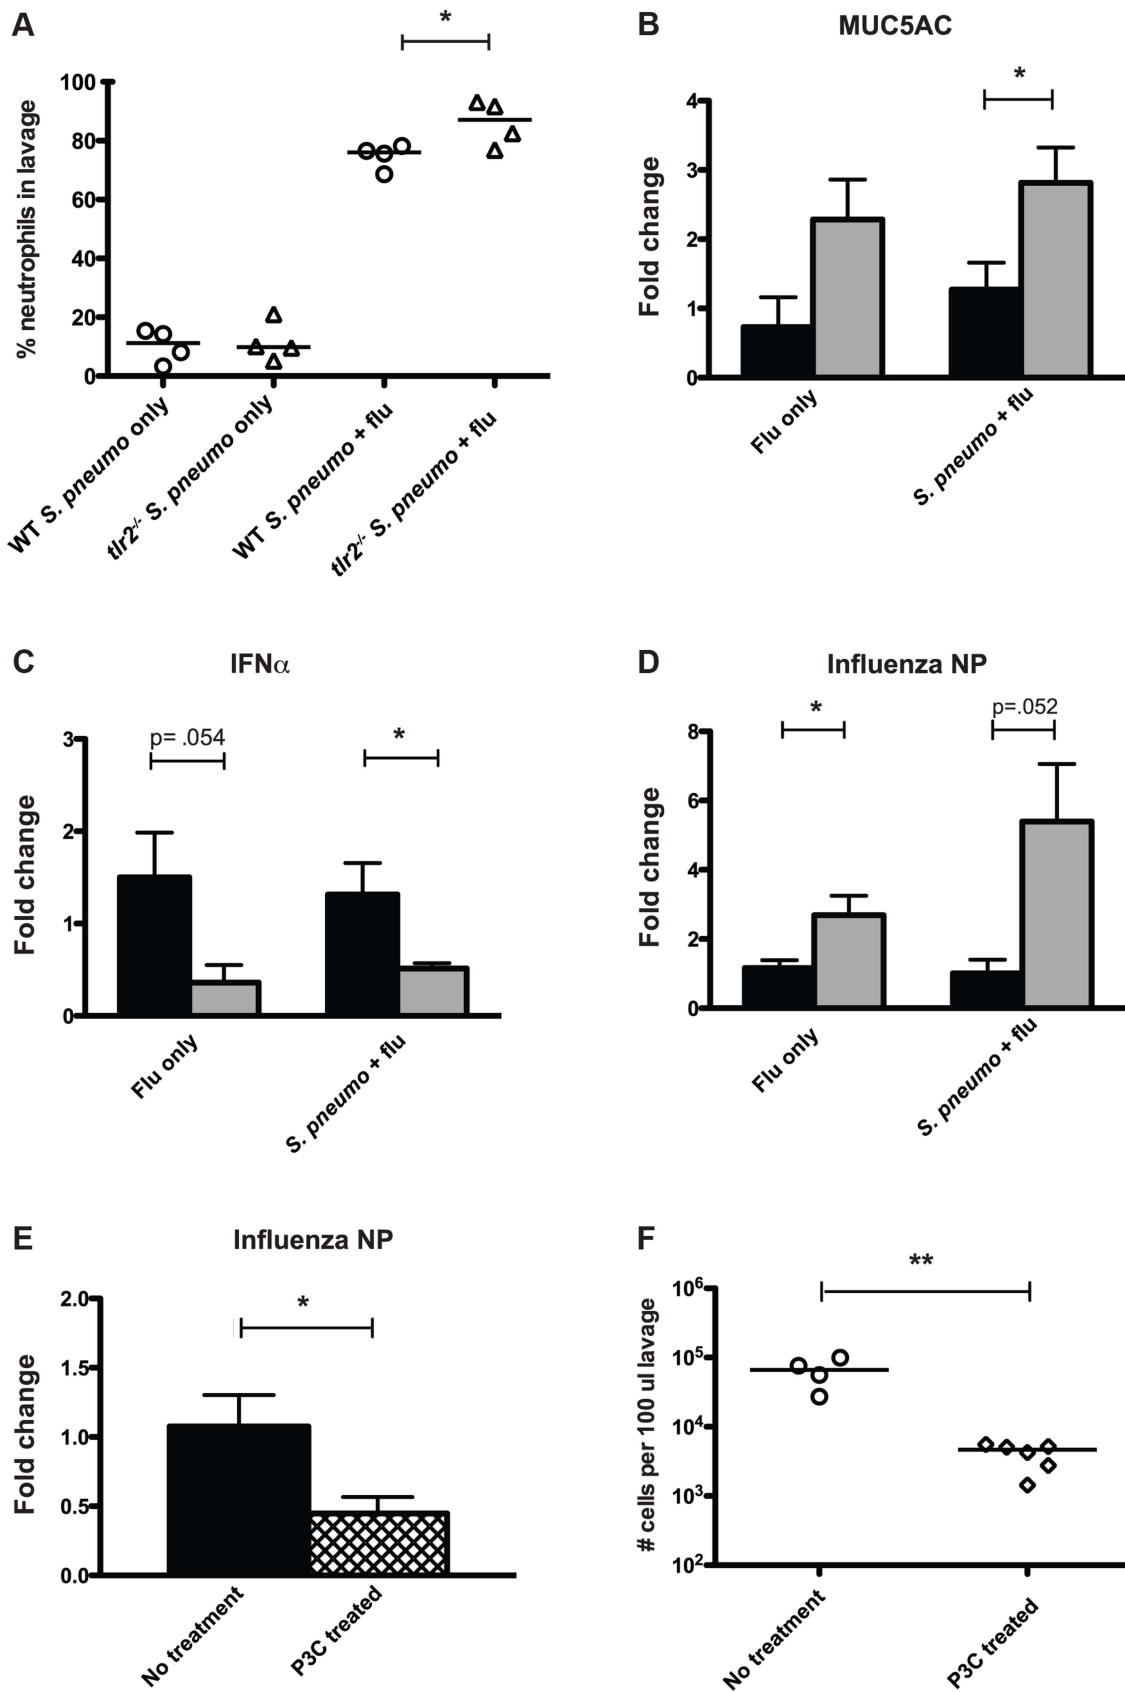 A
*
% neutrophils in lavage
100
80
60
40
20
0
WT S. pneumo only
tlr2-/- S. pneumo only
WT S. pneumo + flu
tlr2-/- S. pneumo + flu
B
MUC5AC
*
Fold change
4
3
2
1
0
Flu only
S. pneumo + flu
C
IFNα
p= .054
*
Fold change
3
2
1
0
Flu only
S. pneumo + flu
D
Influenza NP
*
p=.052
Fold change
8
6
4
2
0
Flu only
S. pneumo + flu
E
Influenza NP
*
Fold change
2.0
1.5
1.0
0.5
0.0
No treatment
P3C treated
F
**
# cells per 100 ul lavage
10^6
10^5
10^4
10^3
10^2
No treatment
P3C treated